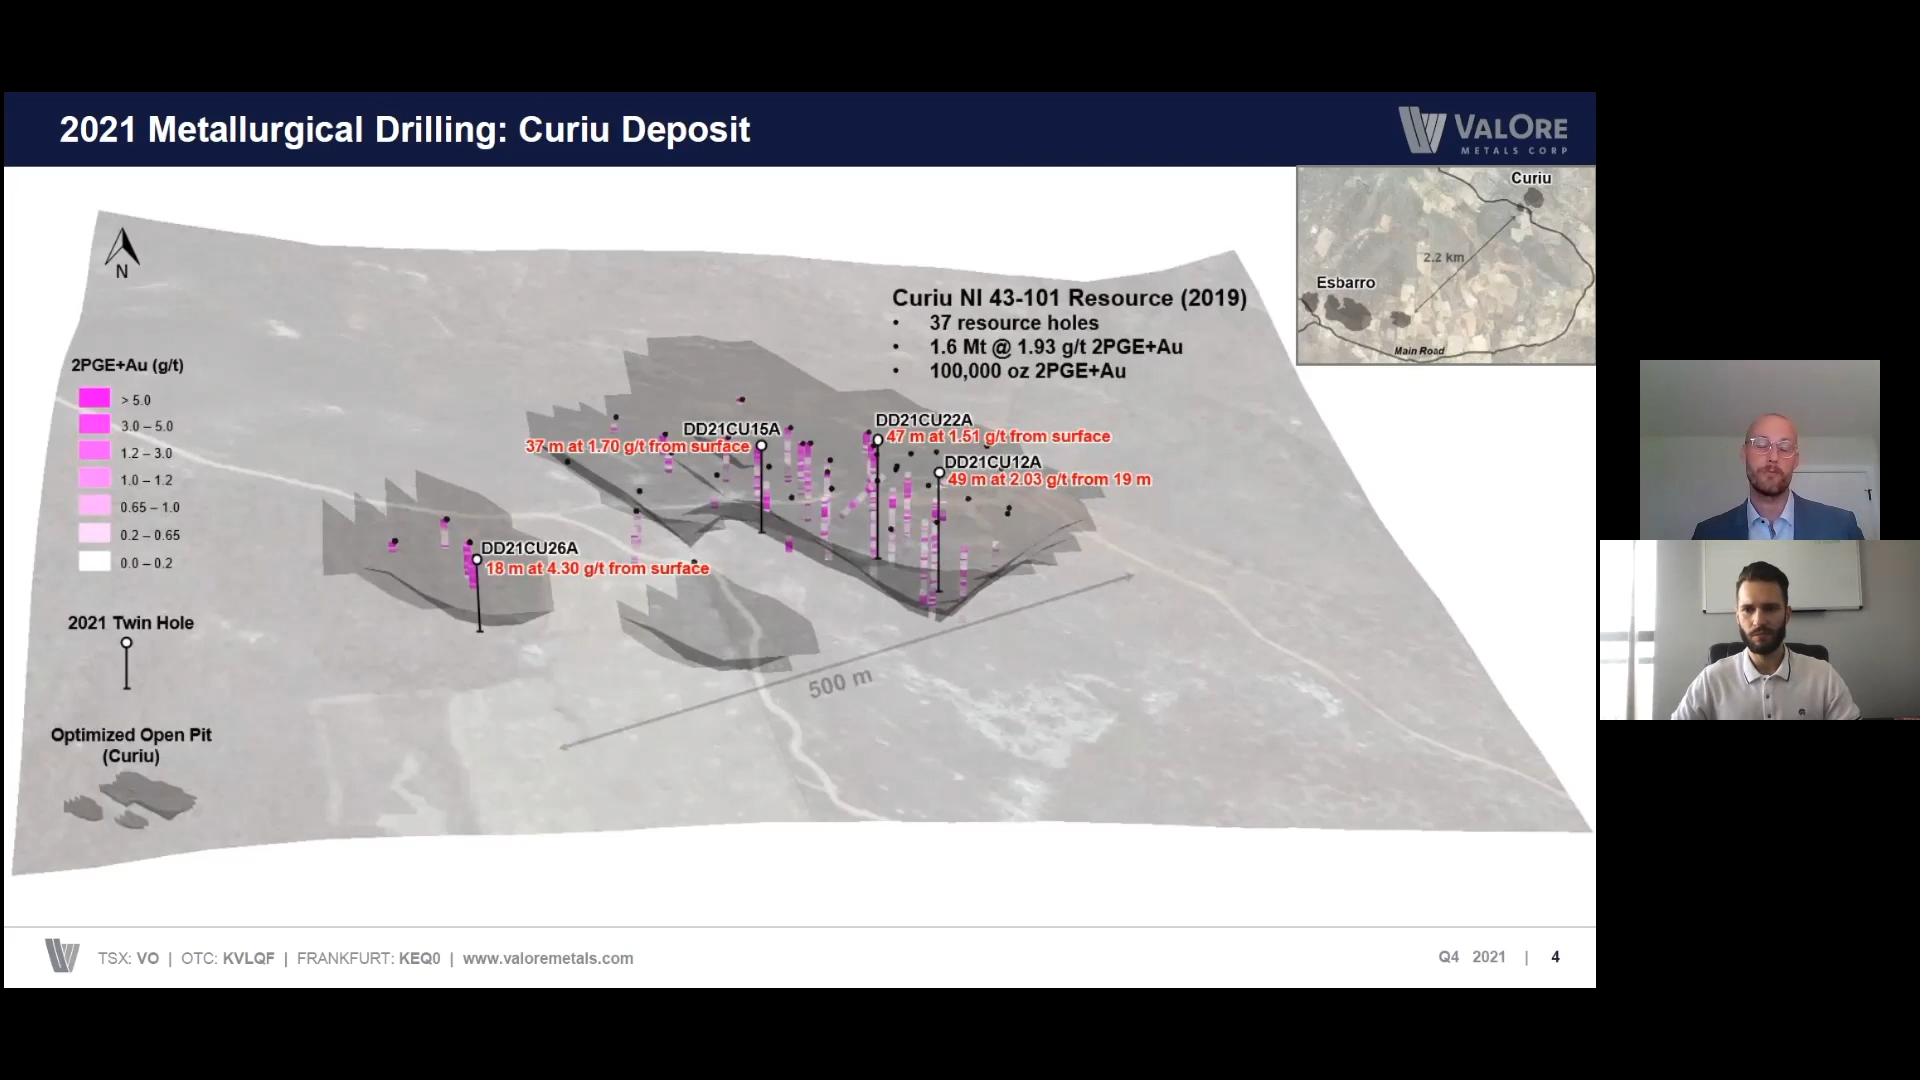 2021 Metallurgical Drilling: Curiu Deposit
VALORE
METALS CORP
Curiu
2.2 km
Esbarro
Main Road
N
Curiu NI 43-101 Resource (2019)
• 37 resource holes
• 1.6 Mt @ 1.93 g/t 2PGE+Au
• 100,000 oz 2PGE+Au
2PGE+Au (g/t)
> 5.0
3.0 – 5.0
1.2 – 3.0
1.0 – 1.2
0.65 – 1.0
0.2 – 0.65
0.0 – 0.2
DD21CU15A
37 m at 1.70 g/t from surface
DD21CU22A
47 m at 1.51 g/t from surface
DD21CU12A
49 m at 2.03 g/t from 19 m
DD21CU26A
18 m at 4.30 g/t from surface
500 m
2021 Twin Hole
Optimized Open Pit
(Curiu)
TSX: VO | OTC: KVLQF | FRANKFURT: KEQ0 | www.valoremetals.com
Q4 2021 | 4